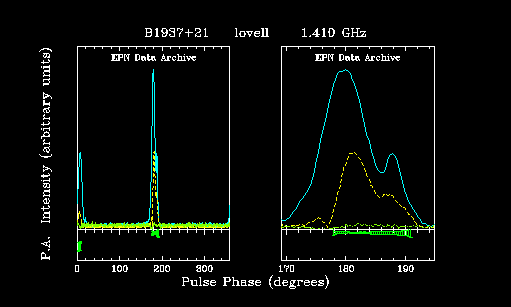 B1937+21 lovell 1.410 GHz
EPN Data Archive EPN Data Archive
P.A. Intensity (arbitrary units)
0 100 200 300 170 180 190
Pulse Phase (degrees)